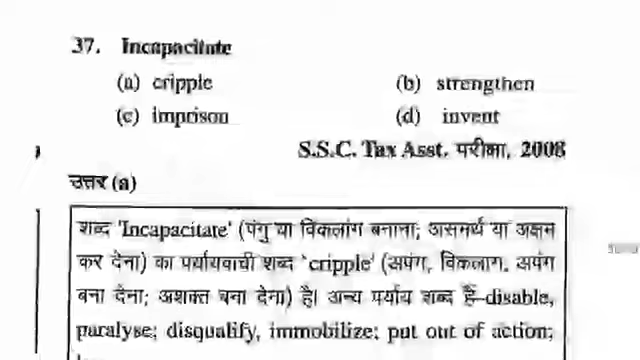 37. Incapacitate
(a) cripple (b) strengthen
(c) imprison (d) invent
S.S.C. Tax Asst. परीक्षा, 2008
उत्तर (a)
शब्द 'Incapacitate' (पंगु या विकलांग बनाना; असमर्थ या अक्षम
कर देना) का पर्यायवाची शब्द 'cripple' (अपंग, विकलांग, अपंग
बना देना; अशक्त बना देना) है। अन्य पर्याय शब्द हैं–disable,
paralyse; disqualify, immobilize; put out of action;